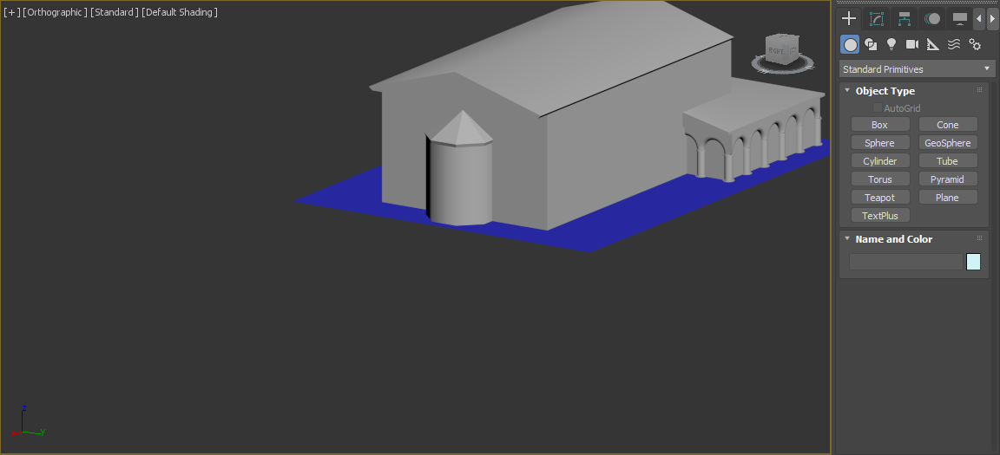 [+] [Orthographic] [Standard] [Default Shading]
RIGHT
z
y
Standard Primitives
Object Type
AutoGrid
Box Cone
Sphere GeoSphere
Cylinder Tube
Torus Pyramid
Teapot Plane
TextPlus
Name and Color